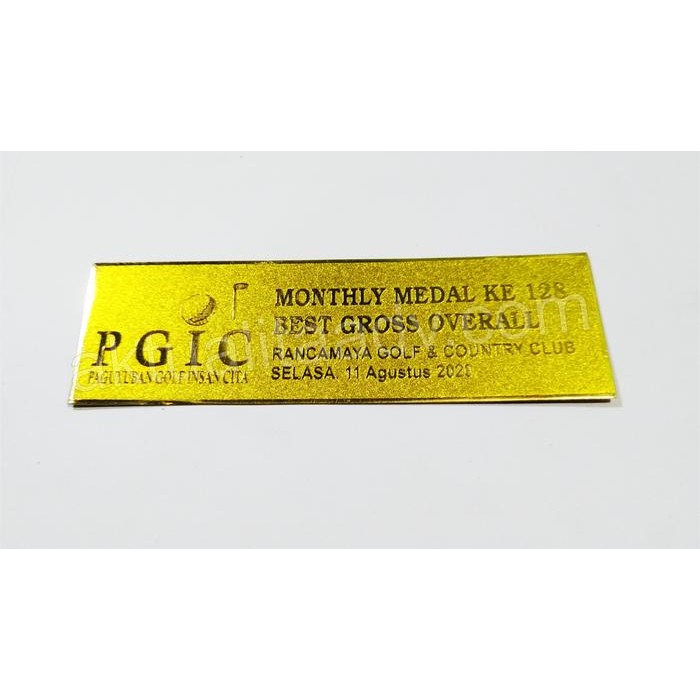 PGIC
PAGUYUBAN GOLF INSAN CITA
MONTHLY MEDAL KE 128
BEST GROSS OVERALL
RANCAMAYA GOLF & COUNTRY CLUB
SELASA, 11 Agustus